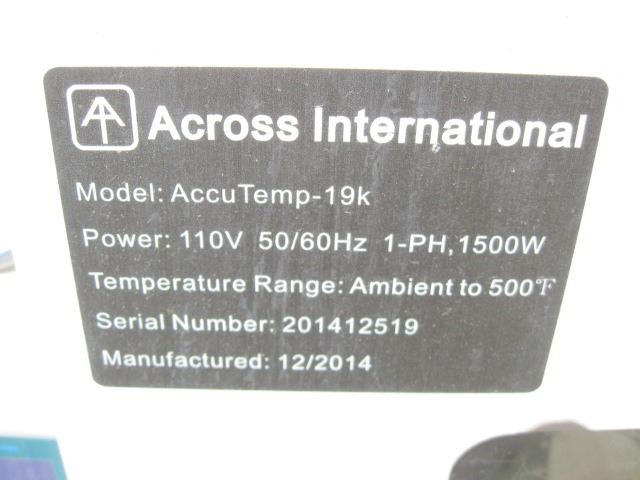 Across International
Model: AccuTemp-19k
Power: 110V 50/60Hz 1-PH,1500W
Temperature Range: Ambient to 500℉
Serial Number: 201412519
Manufactured: 12/2014